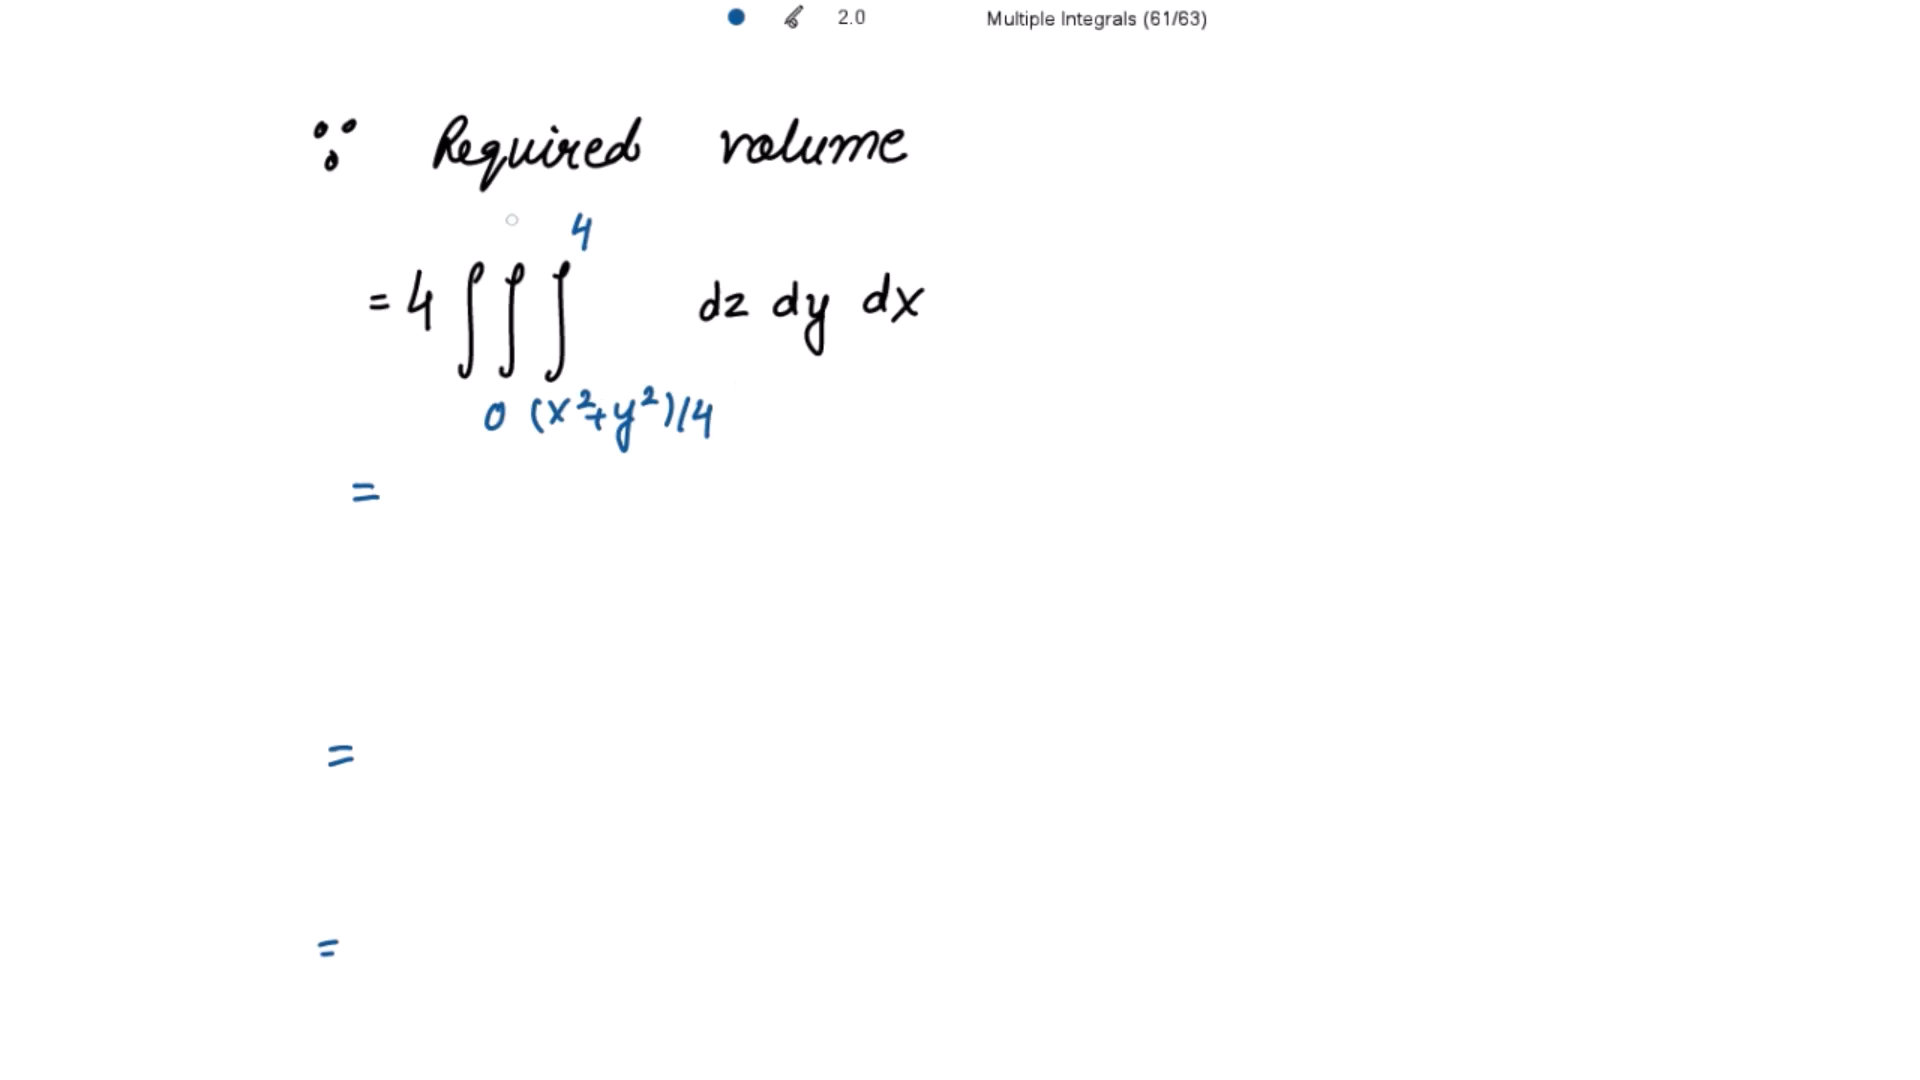 2.0 Multiple Integrals (61/63)
∵ Required volume
4
= 4 ∫ ∫ ∫ dz dy dx
0 (x²+y²)/4
=
=
=